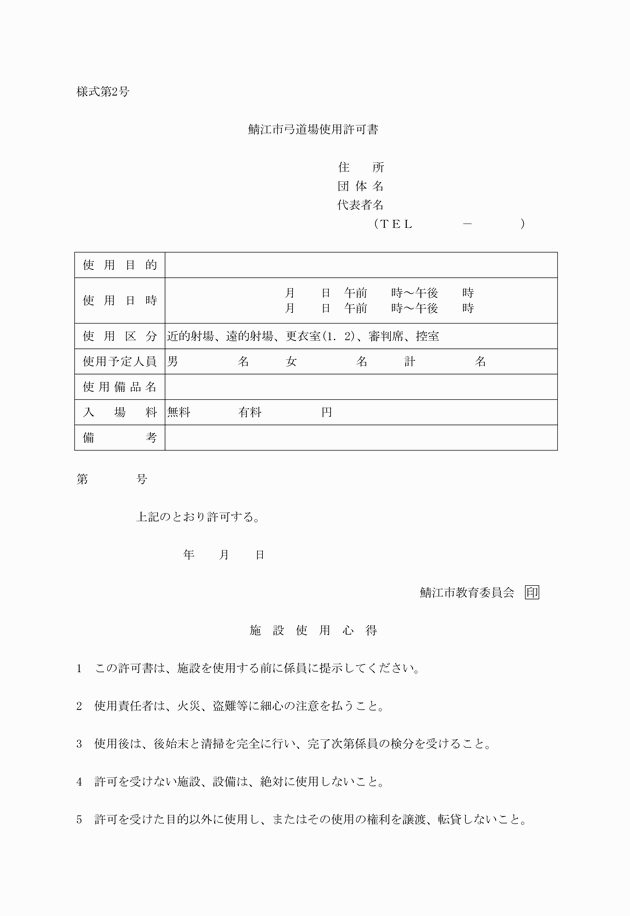 様式第2号
鯖江市弓道場使用許可書
住　　所
団 体 名
代表者名
（ＴＥＬ　　　　－　　　　）
使 用 目 的
使 用 日 時　　月　　日　午前　　時～午後　　時
月　　日　午前　　時～午後　　時
使 用 区 分　近的射場、遠的射場、更衣室(1．2)、審判席、控室
使用予定人員　男　　　　　名　　　女　　　　　名　　　計　　　　　名
使 用 備 品 名
入　場　料　無料　　　　有料　　　　　円
備　　　　考
第　　　　号
上記のとおり許可する。
年　　月　　日
鯖江市教育委員会　印
施　設　使　用　心　得
1　この許可書は、施設を使用する前に係員に提示してください。
2　使用責任者は、火災、盗難等に細心の注意を払うこと。
3　使用後は、後始末と清掃を完全に行い、完了次第係員の検分を受けること。
4　許可を受けない施設、設備は、絶対に使用しないこと。
5　許可を受けた目的以外に使用し、またはその使用の権利を譲渡、転貸しないこと。